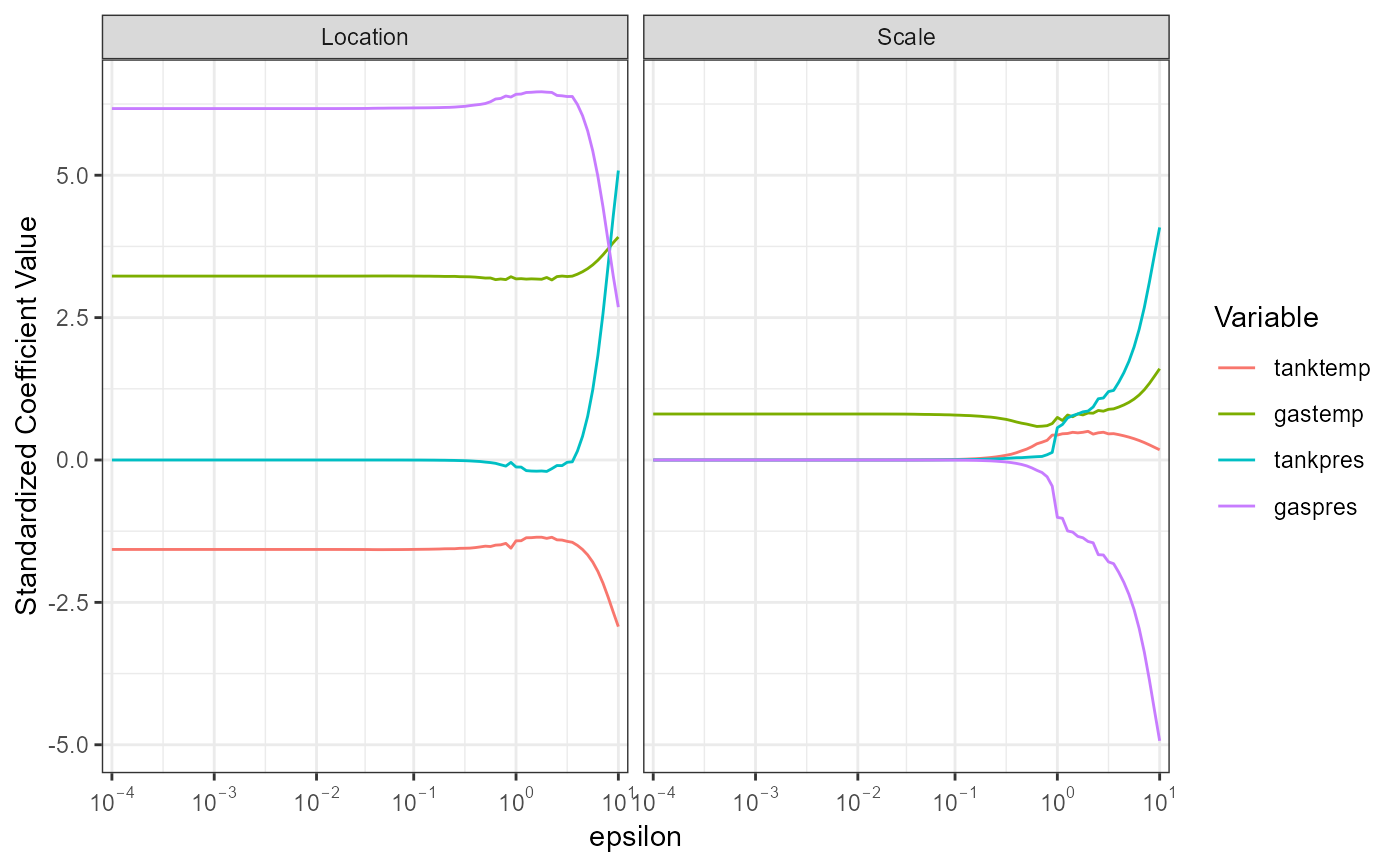 Location Scale
Standardized Coefficient Value
5.0
2.5
0.0
-2.5
-5.0
10⁻⁴ 10⁻³ 10⁻² 10⁻¹ 10⁰ 10¹ 10⁻⁴ 10⁻³ 10⁻² 10⁻¹ 10⁰ 10¹
epsilon
Variable
tanktemp
gastemp
tankpres
gaspres